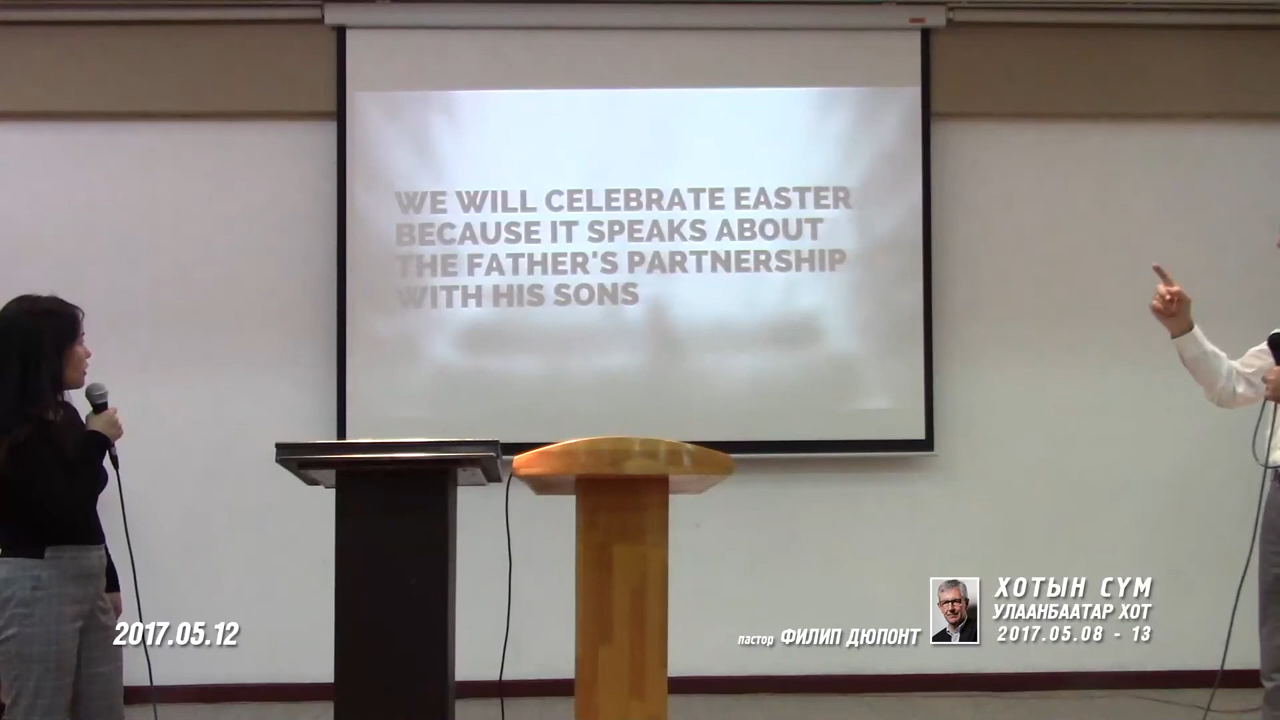 WE WILL CELEBRATE EASTER
BECAUSE IT SPEAKS ABOUT
THE FATHER'S PARTNERSHIP
WITH HIS SONS
2017.05.12
пастор ФИЛИП ДЮПОНТ
ХОТЫН СҮМ
УЛААНБААТАР ХОТ
2017.05.08 - 13